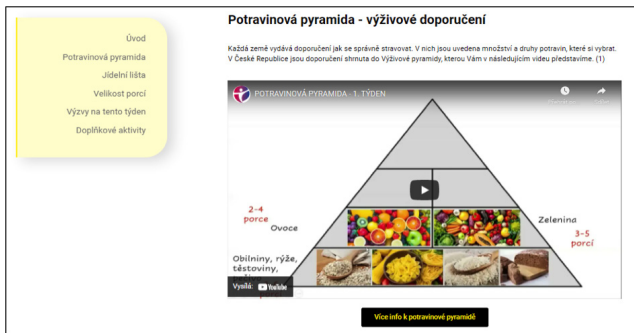 Úvod
Potravinová pyramida
Jídelní lišta
Velikost porcí
Výzvy na tento týden
Doplňkové aktivity
Potravinová pyramida - výživové doporučení
Každá země vydává doporučení jak se správně stravovat. V nich jsou uvedena množství a druhy potravin, které si vybrat.
V České Republice jsou doporučení shrnuta do Výživové pyramidy, kterou Vám v následujícím videu představíme. (1)
POTRAVINOVÁ PYRAMIDA - 1. TÝDEN
2-4
porce
Ovoce
Zelenina
3-5
porcí
Obilniny, rýže,
těstoviny,
Vysílá: YouTube
Více info k potravinové pyramidě